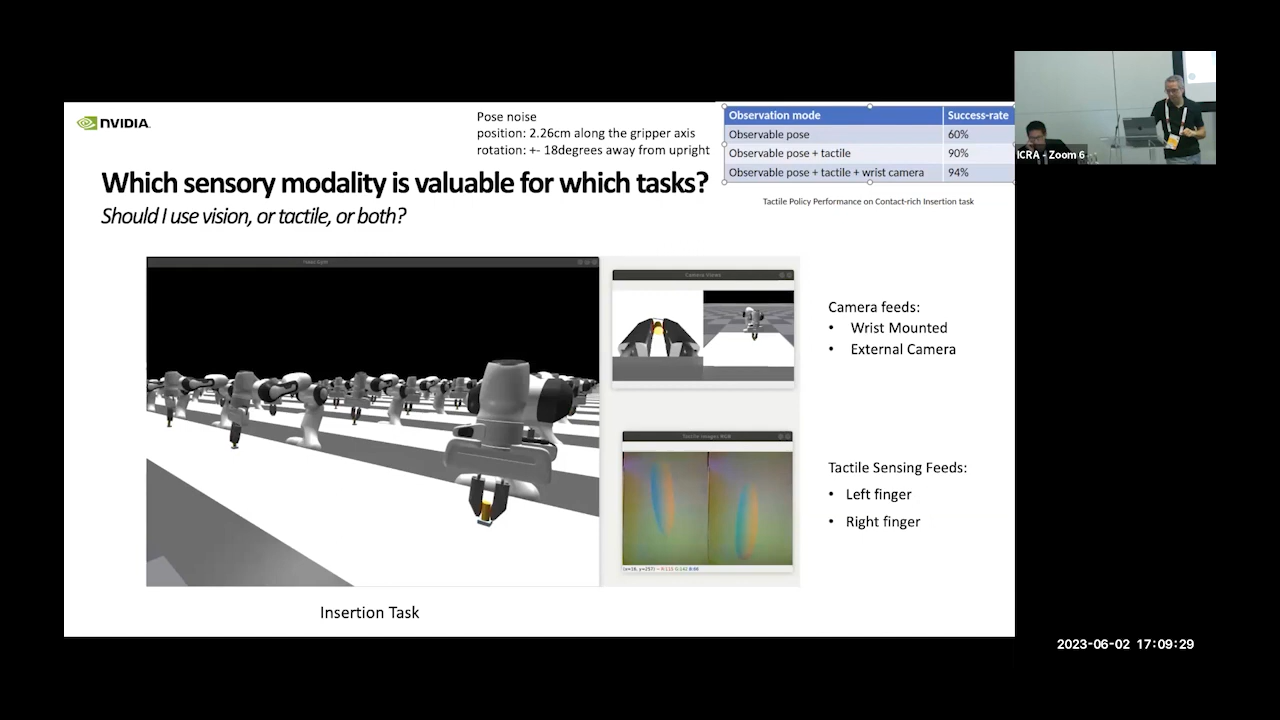 NVIDIA.
Pose noise
position: 2.26cm along the gripper axis
rotation: +- 18degrees away from upright
Observation mode Success-rate
Observable pose 60%
Observable pose + tactile 90%
Observable pose + tactile + wrist camera 94%
Tactile Policy Performance on Contact-rich Insertion task
Which sensory modality is valuable for which tasks?
Should I use vision, or tactile, or both?
Camera Views
Camera feeds:
• Wrist Mounted
• External Camera
Tactile Sensing Feeds:
• Left finger
• Right finger
Insertion Task
ICRA - Zoom 6
2023-06-02 17:09:29